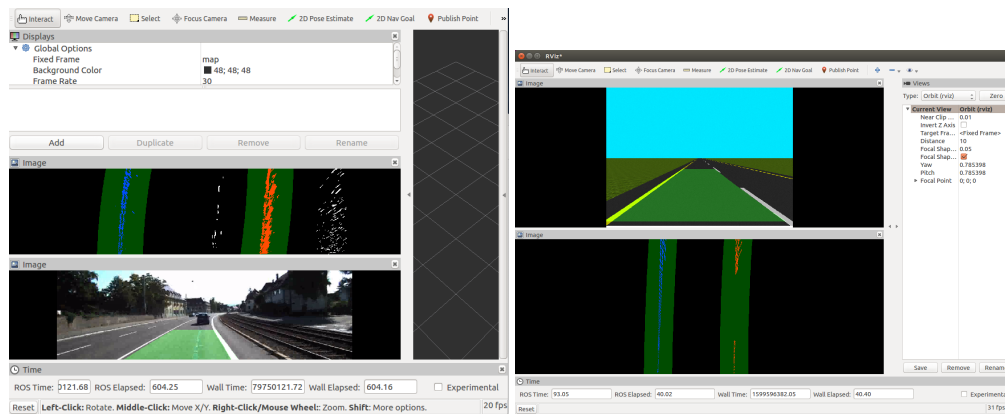 Interact Move Camera Select Focus Camera Measure 2D Pose Estimate 2D Nav Goal Publish Point »
Displays
Global Options
Fixed Frame map
Background Color 48; 48; 48
Frame Rate 30
Add Duplicate Remove Rename
Image
Image
Time
ROS Time: 0121.68 ROS Elapsed: 604.25 Wall Time: 79750121.72 Wall Elapsed: 604.16 Experimental
Reset Left-Click: Rotate. Middle-Click: Move X/Y. Right-Click/Mouse Wheel:: Zoom. Shift: More options. 20 fps
RViz*
Interact Move Camera Select Focus Camera Measure 2D Pose Estimate 2D Nav Goal Publish Point
Image
Views
Type: Orbit (rviz) Zero
Current View Orbit (rviz)
Near Clip ... 0.01
Invert Z Axis
Target Fra... <Fixed Frame>
Distance 10
Focal Shap... 0.05
Focal Shap...
Yaw 0.785398
Pitch 0.785398
Focal Point 0; 0; 0
Image
Save Remove Renam
Time
ROS Time: 93.05 ROS Elapsed: 40.02 Wall Time: 1599596382.05 Wall Elapsed: 40.40 Experime
Reset 31 fps